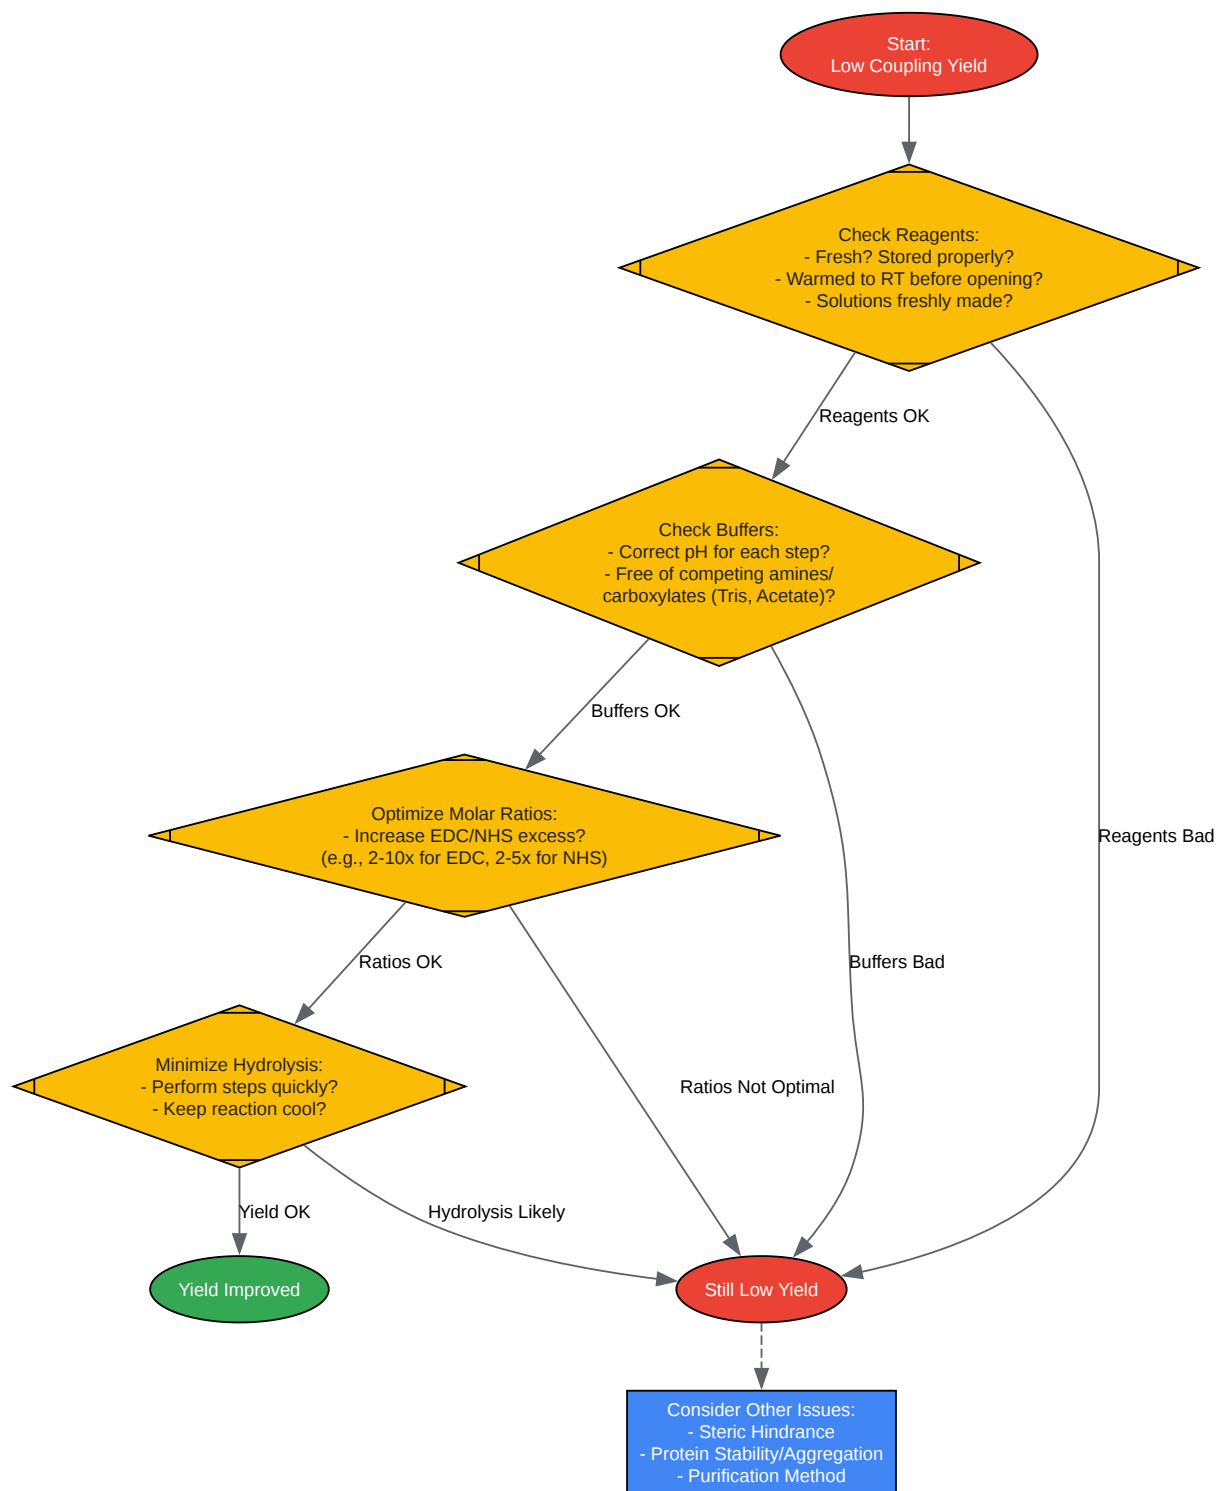 Start:
Low Coupling Yield
Check Reagents:
- Fresh? Stored properly?
- Warmed to RT before opening?
- Solutions freshly made?
Reagents OK
Check Buffers:
- Correct pH for each step?
- Free of competing amines/
carboxylates (Tris, Acetate)?
Buffers OK
Optimize Molar Ratios:
- Increase EDC/NHS excess?
(e.g., 2-10x for EDC, 2-5x for NHS)
Reagents Bad
Ratios OK
Buffers Bad
Minimize Hydrolysis:
- Perform steps quickly?
- Keep reaction cool?
Ratios Not Optimal
Yield OK
Hydrolysis Likely
Yield Improved
Still Low Yield
Consider Other Issues:
- Steric Hindrance
- Protein Stability/Aggregation
- Purification Method